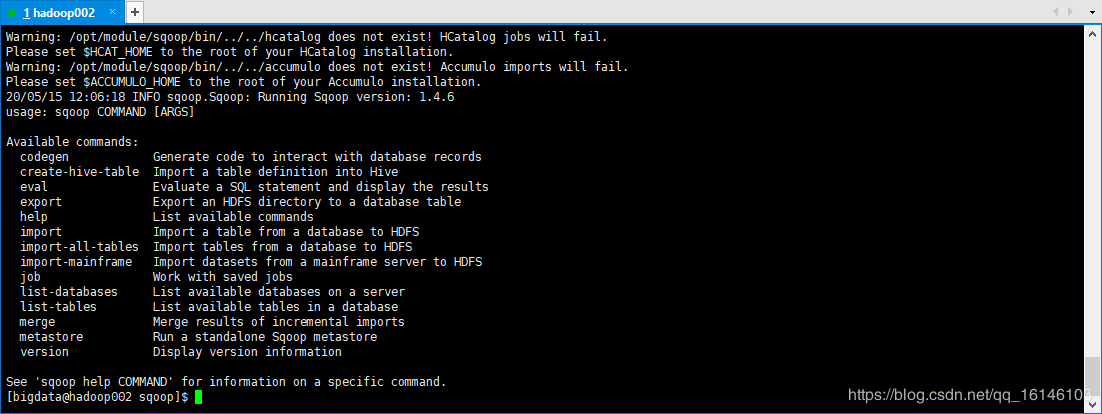 1 hadoop002
Warning: /opt/module/sqoop/bin/../../hcatalog does not exist! HCatalog jobs will fail.
Please set $HCAT_HOME to the root of your HCatalog installation.
Warning: /opt/module/sqoop/bin/../../accumulo does not exist! Accumulo imports will fail.
Please set $ACCUMULO_HOME to the root of your Accumulo installation.
20/05/15 12:06:18 INFO sqoop.Sqoop: Running Sqoop version: 1.4.6
usage: sqoop COMMAND [ARGS]

Available commands:
  codegen            Generate code to interact with database records
  create-hive-table  Import a table definition into Hive
  eval               Evaluate a SQL statement and display the results
  export             Export an HDFS directory to a database table
  help               List available commands
  import             Import a table from a database to HDFS
  import-all-tables  Import tables from a database to HDFS
  import-mainframe   Import datasets from a mainframe server to HDFS
  job                Work with saved jobs
  list-databases     List available databases on a server
  list-tables        List available tables in a database
  merge              Merge results of incremental imports
  metastore          Run a standalone Sqoop metastore
  version            Display version information

See 'sqoop help COMMAND' for information on a specific command.
[bigdata@hadoop002 sqoop]$